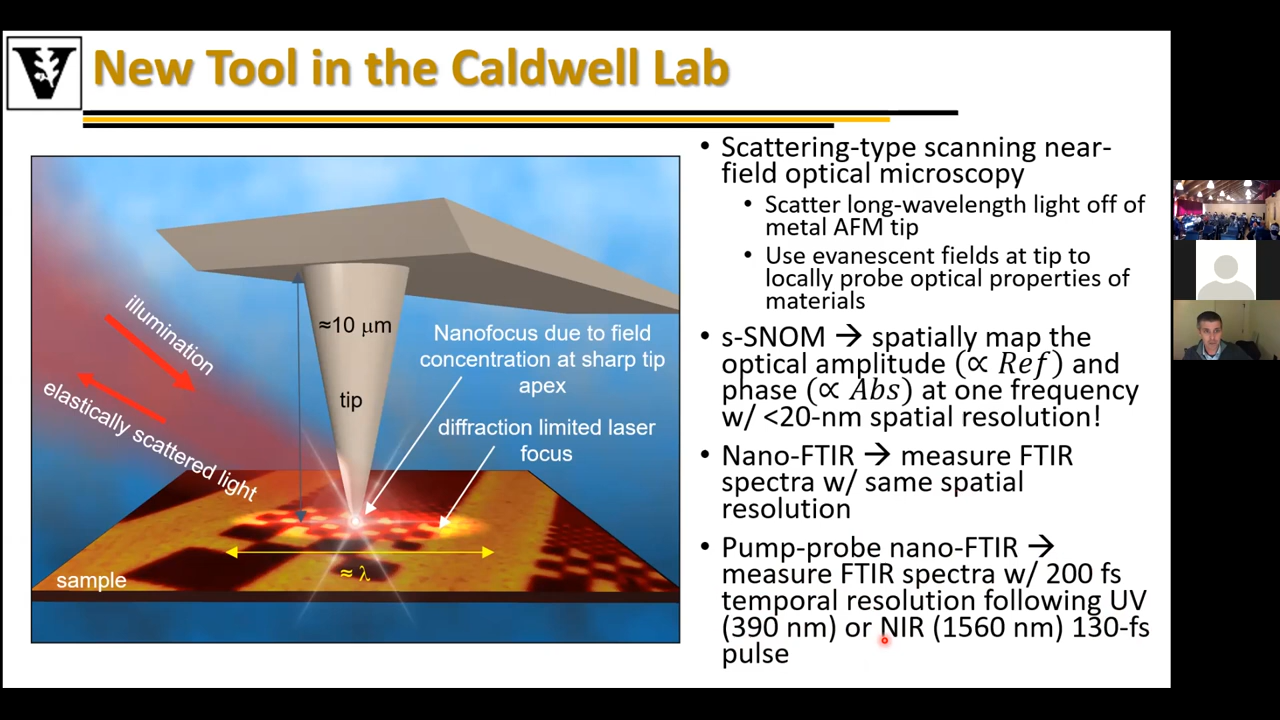 V
New Tool in the Caldwell Lab
illumination
elastically scattered light
≈10 μm
tip
Nanofocus due to field
concentration at sharp tip
apex
diffraction limited laser
focus
≈ λ
sample
• Scattering-type scanning near-
field optical microscopy
• Scatter long-wavelength light off of
metal AFM tip
• Use evanescent fields at tip to
locally probe optical properties of
materials
• s-SNOM → spatially map the
optical amplitude (∝ Ref) and
phase (∝ Abs) at one frequency
w/ <20-nm spatial resolution!
• Nano-FTIR → measure FTIR
spectra w/ same spatial
resolution
• Pump-probe nano-FTIR →
measure FTIR spectra w/ 200 fs
temporal resolution following UV
(390 nm) or NIR (1560 nm) 130-fs
pulse